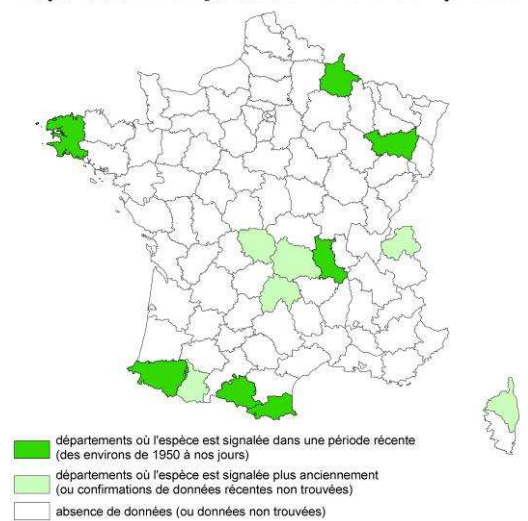 départements où l'espèce est signalée dans une période récente
(des environs de 1950 à nos jours)
départements où l'espèce est signalée plus anciennement
(ou confirmations de données récentes non trouvées)
absence de données (ou données non trouvées)